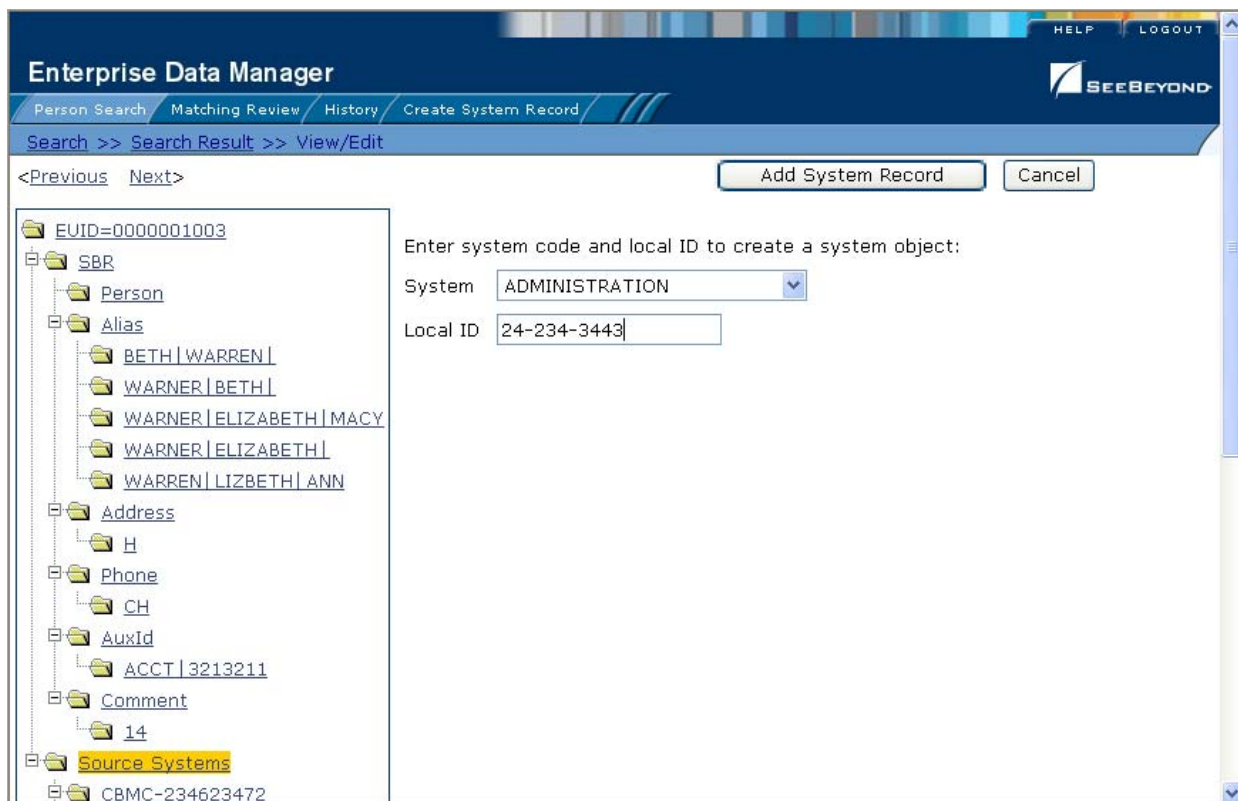 HELP LOGOUT
Enterprise Data Manager
SEEBEYOND
Person Search Matching Review History Create System Record
Search >> Search Result >> View/Edit
<Previous Next>
Add System Record Cancel
EUID=0000001003
SBR
Person
Alias
BETH|WARREN|
WARNER|BETH|
WARNER|ELIZABETH|MACY
WARNER|ELIZABETH|
WARREN|LIZBETH|ANN
Address
H
Phone
CH
AuxId
ACCT|3213211
Comment
14
Source Systems
CBMC-234623472
Enter system code and local ID to create a system object:
System ADMINISTRATION
Local ID 24-234-3443